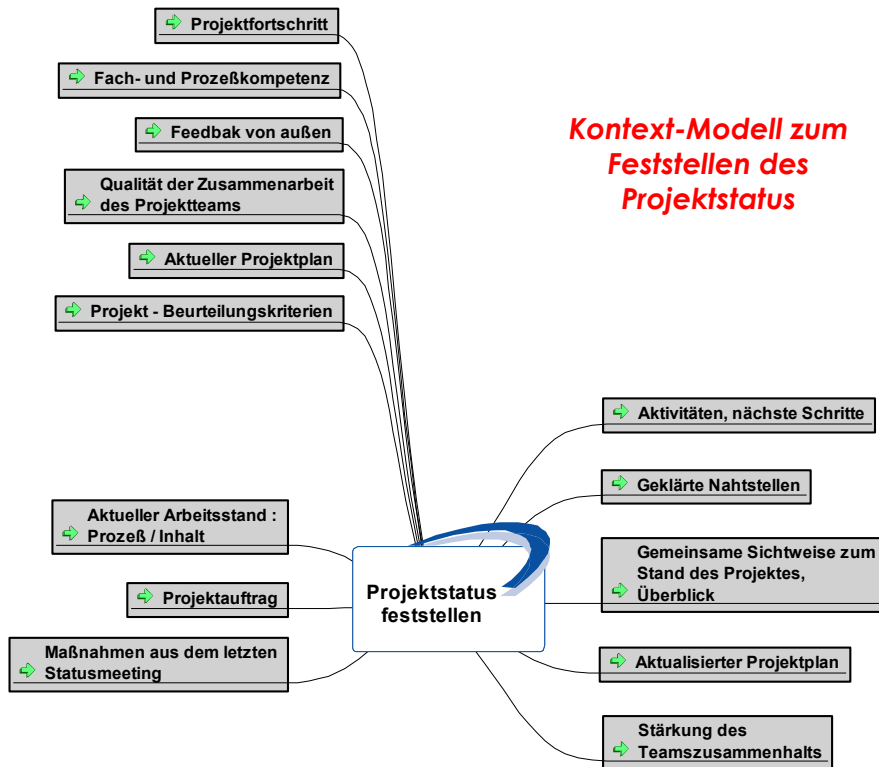 Projektfortschritt
Fach- und Prozeßkompetenz
Feedbak von außen
Qualität der Zusammenarbeit
des Projektteams
Aktueller Projektplan
Projekt - Beurteilungskriterien
Kontext-Modell zum
Feststellen des
Projektstatus
Aktueller Arbeitsstand :
Prozeß / Inhalt
Projektauftrag
Maßnahmen aus dem letzten
Statusmeeting
Projektstatus
feststellen
Aktivitäten, nächste Schritte
Geklärte Nahtstellen
Gemeinsame Sichtweise zum
Stand des Projektes,
Überblick
Aktualisierter Projektplan
Stärkung des
Teamszusammenhalts